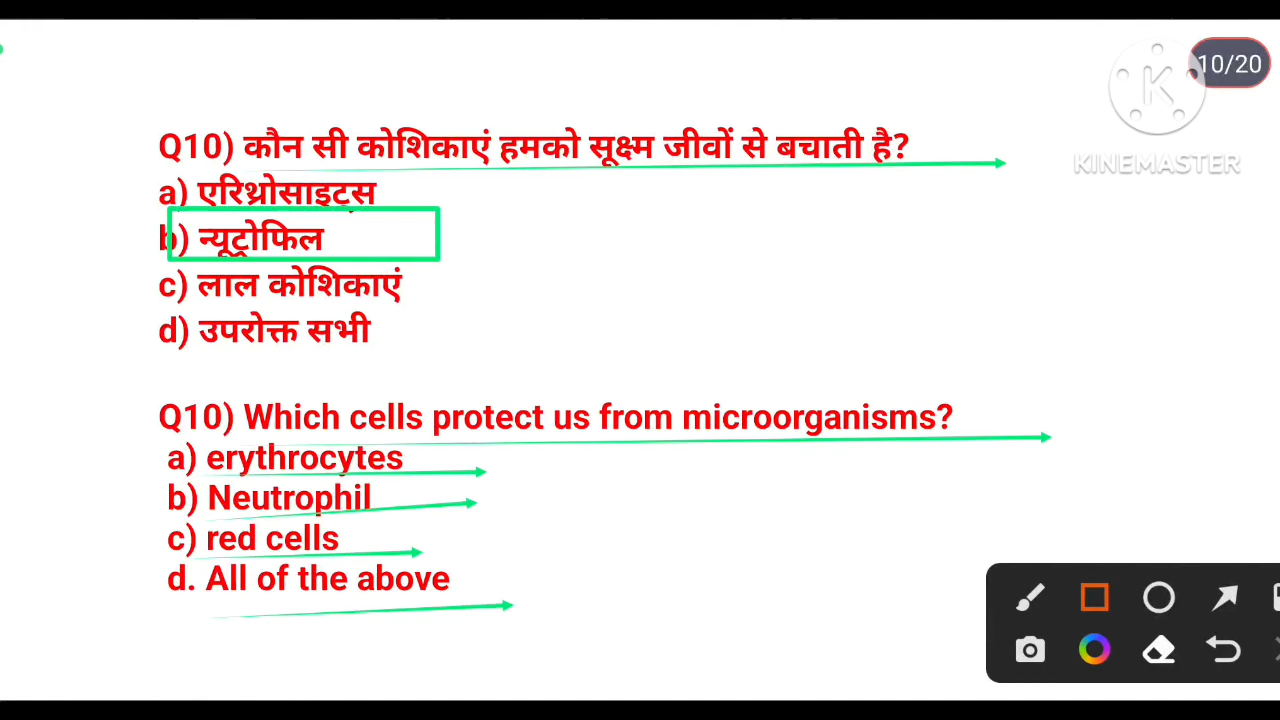 10/20
KINEMASTER
Q10) कौन सी कोशिकाएं हमको सूक्ष्म जीवों से बचाती है?
a) एरिथ्रोसाइट्स
b) न्यूट्रोफिल
c) लाल कोशिकाएं
d) उपरोक्त सभी
Q10) Which cells protect us from microorganisms?
a) erythrocytes
b) Neutrophil
c) red cells
d. All of the above